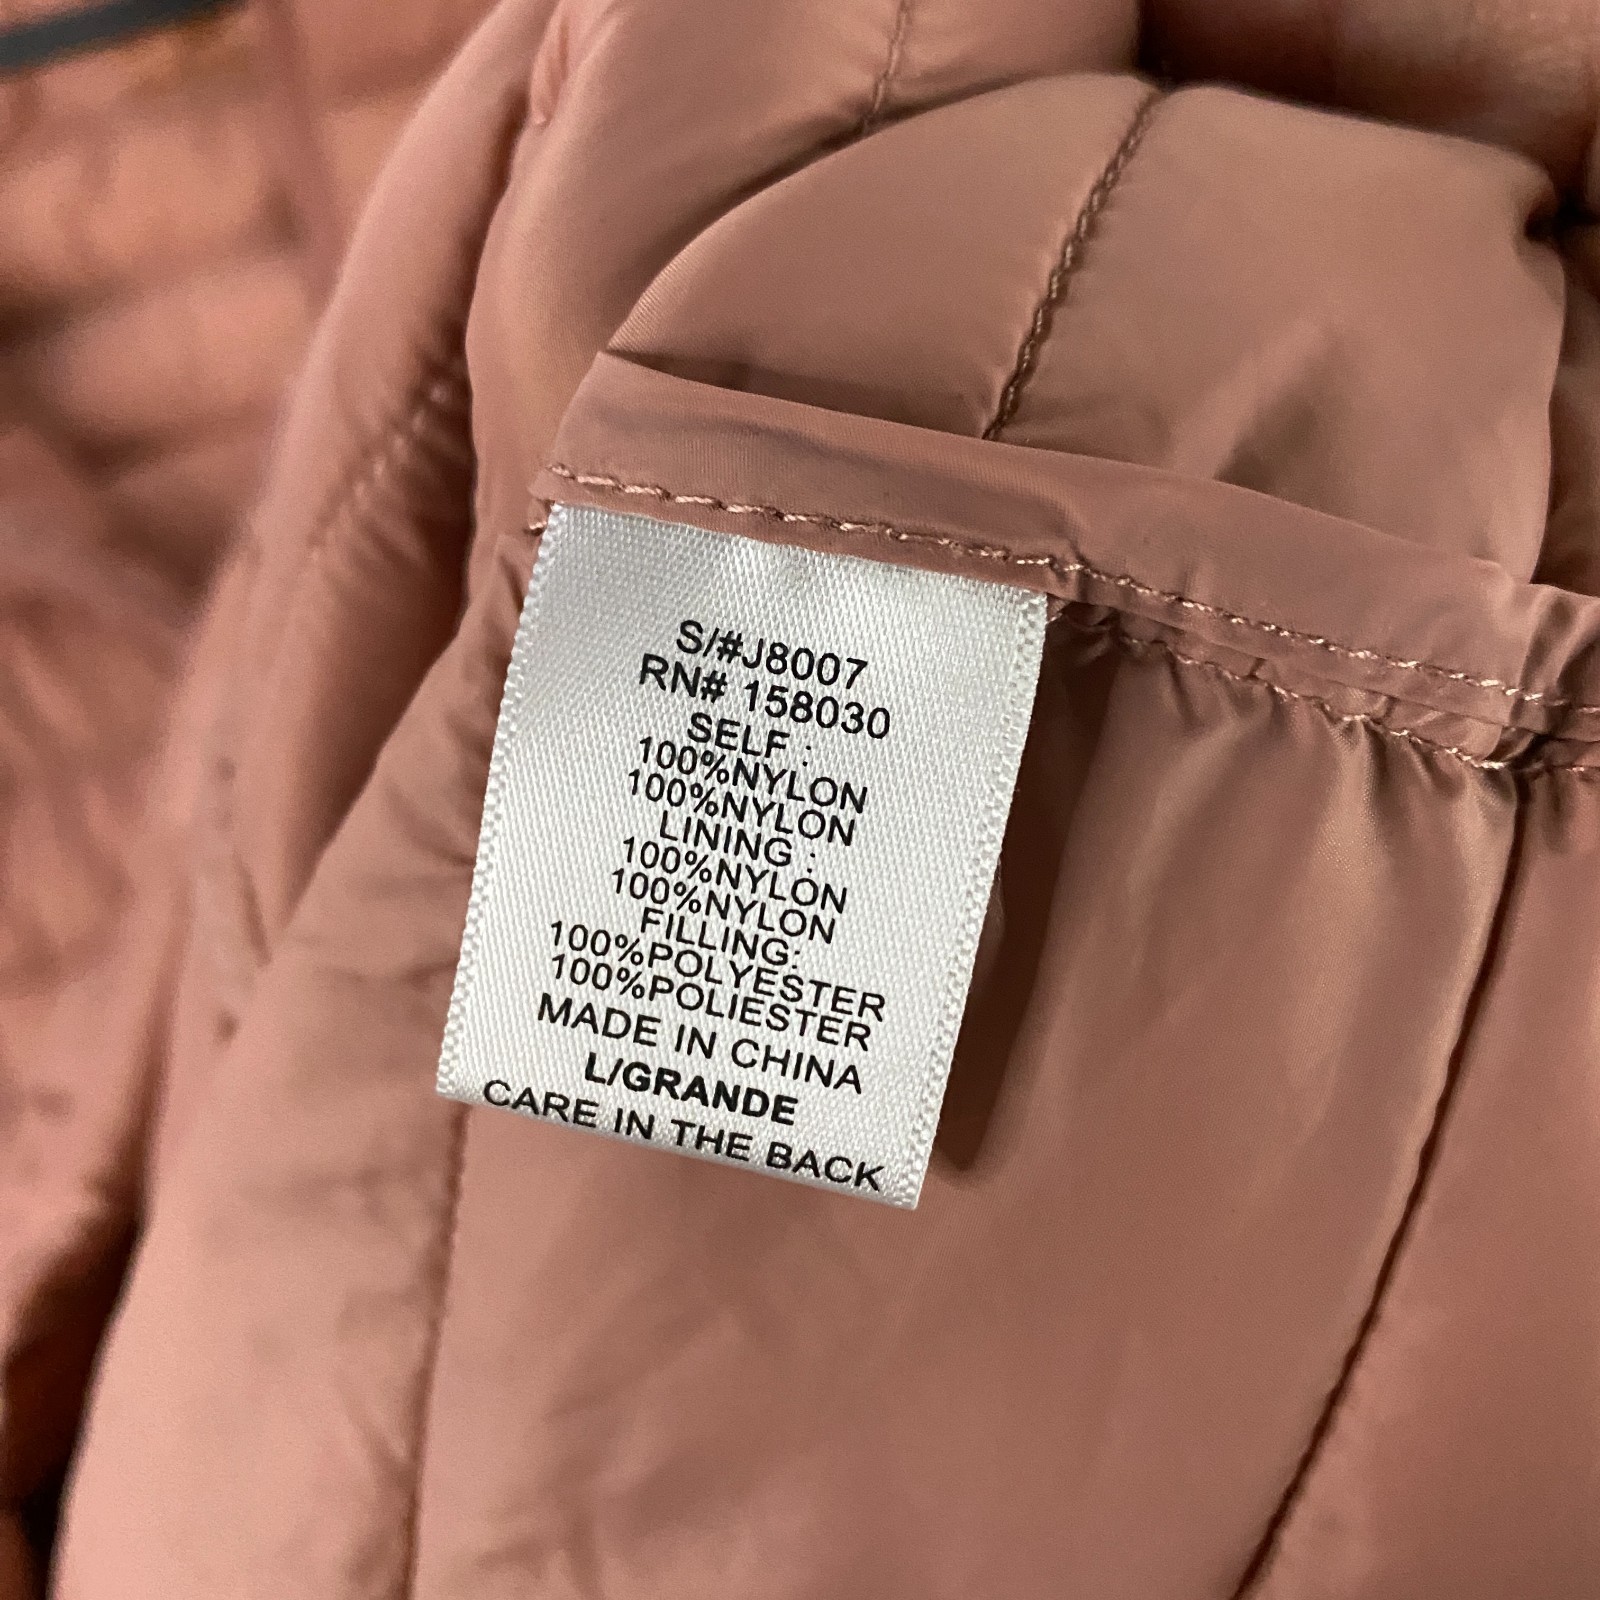 S/#J8007
RN# 158030
SELF :
100%NYLON
100%NYLON
LINING :
100%NYLON
100%NYLON
FILLING:
100%POLYESTER
100%POLIESTER
MADE IN CHINA
L/GRANDE
CARE IN THE BACK